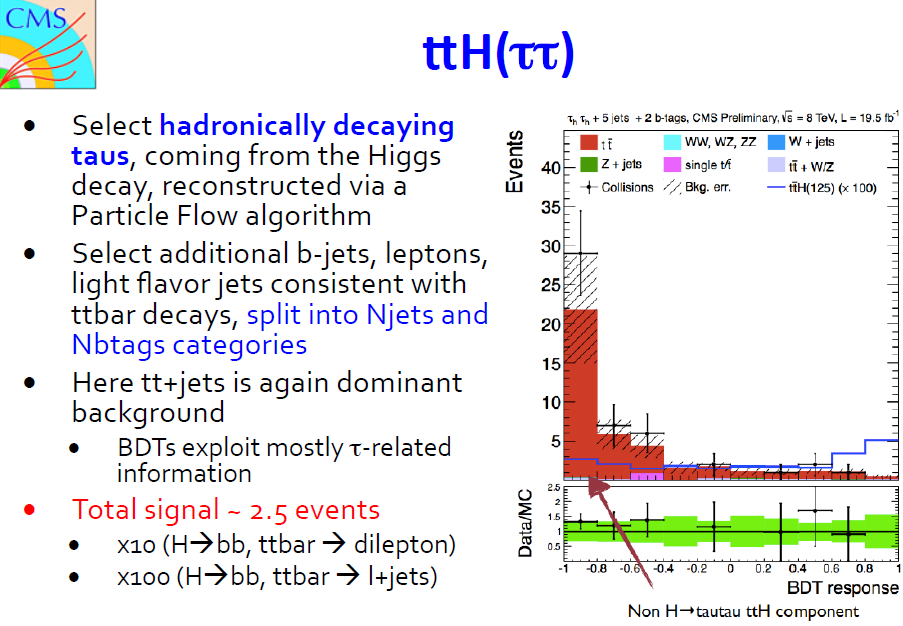 CMS
ttH(ττ)
• Select hadronically decaying
taus, coming from the Higgs
decay, reconstructed via a
Particle Flow algorithm
• Select additional b-jets, leptons,
light flavor jets consistent with
ttbar decays, split into Njets and
Nbtags categories
• Here tt+jets is again dominant
background
• BDTs exploit mostly τ-related
information
• Total signal ~ 2.5 events
• x10 (H→bb, ttbar → dilepton)
• x100 (H→bb, ttbar → l+jets)
τh τh + 5 jets + 2 b-tags, CMS Preliminary, √s = 8 TeV, L = 19.5 fb-1
Events
tt̄
WW, WZ, ZZ
W + jets
Z + jets
single t/t̄
tt̄ + W/Z
Collisions
Bkg. err.
tt̄H(125) (x 100)
40
35
30
25
20
15
10
5
Data/MC
2.5
2
1.5
1
0.5
-1 -0.8 -0.6 -0.4 -0.2 0 0.2 0.4 0.6 0.8 1
BDT response
Non H→tautau ttH component